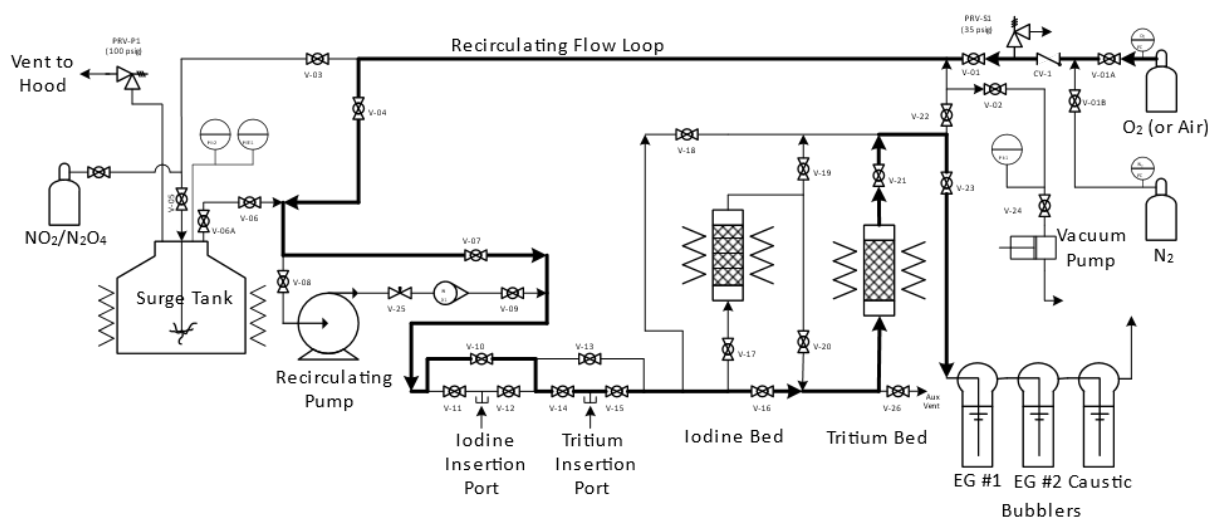 PRV-P1
(100 psig)
Vent to
Hood
V-03
Recirculating Flow Loop
PRV-S1
(35 psig)
V-01
CV-1
V-01A
O₂ (or Air)
V-01B
V-02
V-22
V-04
NO₂/N₂O₄
V-05
V-06A
V-06
Surge Tank
V-07
V-08
V-25
V-09
Recirculating
Pump
V-10
V-11
V-12
V-13
V-14
V-15
Iodine
Insertion
Port
Tritium
Insertion
Port
V-18
V-19
V-21
V-23
V-24
Vacuum
Pump
N₂
V-17
V-20
V-16
V-26
Aux
Vent
Iodine Bed
Tritium Bed
EG #1
EG #2
Caustic
Bubblers